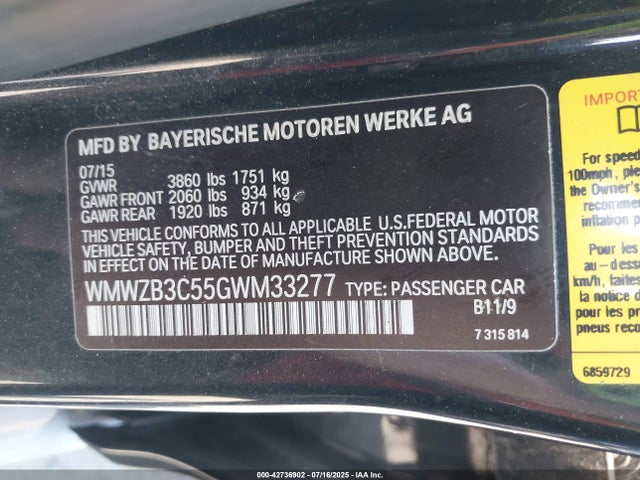 MFD BY BAYERISCHE MOTOREN WERKE AG
07/15
GVWR 3860 lbs 1751 kg
GAWR FRONT 2060 lbs 934 kg
GAWR REAR 1920 lbs 871 kg
THIS VEHICLE CONFORMS TO ALL APPLICABLE U.S.FEDERAL MOTOR
VEHICLE SAFETY, BUMPER AND THEFT PREVENTION STANDARDS
IN EFFECT ON THE DATE OF MANUFACTURE SHOWN ABOVE.
WMWZB3C55GWM33277 TYPE: PASSENGER CAR
B11/9
7 315 814
IMPORT
For speed
100mph, ple
the Owner's
recommen
inflation p
Pour les
au-dess
km/h, faites
la notice d
les
pneus reco
6859729
000-42736902 - 07/16/2025 - IAA Inc.